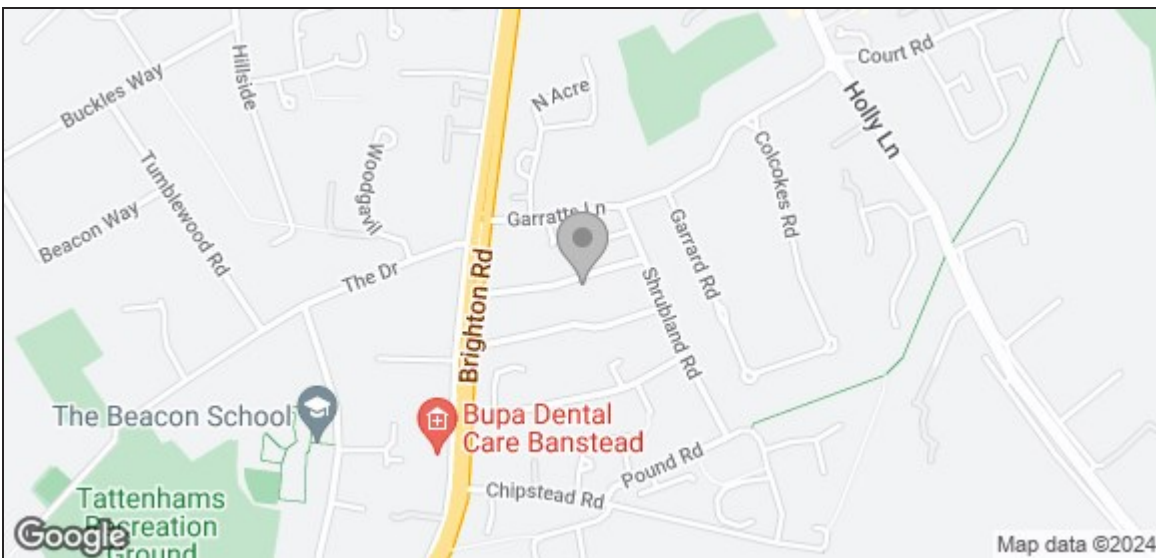 Court Rd
Hillside
Buckles Way
N Acre
Holly Ln
Woodgavil
Colcokes Rd
Tumblewood Rd
Beacon Way
Garratts Ln
Garrard Rd
The Dr
Brighton Rd
Shrubland Rd
The Beacon School
Bupa Dental
Care Banstead
Pound Rd
Chipstead Rd
Tattenhams
Recreation
Ground
Google
Map data ©2024